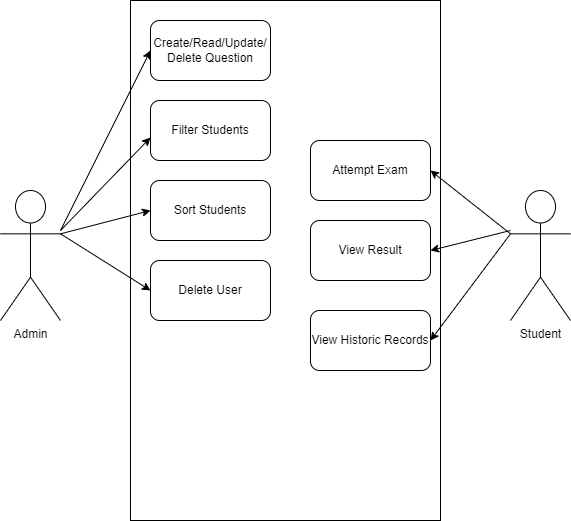 Create/Read/Update/
Delete Question
Filter Students
Sort Students
Delete User
Attempt Exam
View Result
View Historic Records
Admin
Student